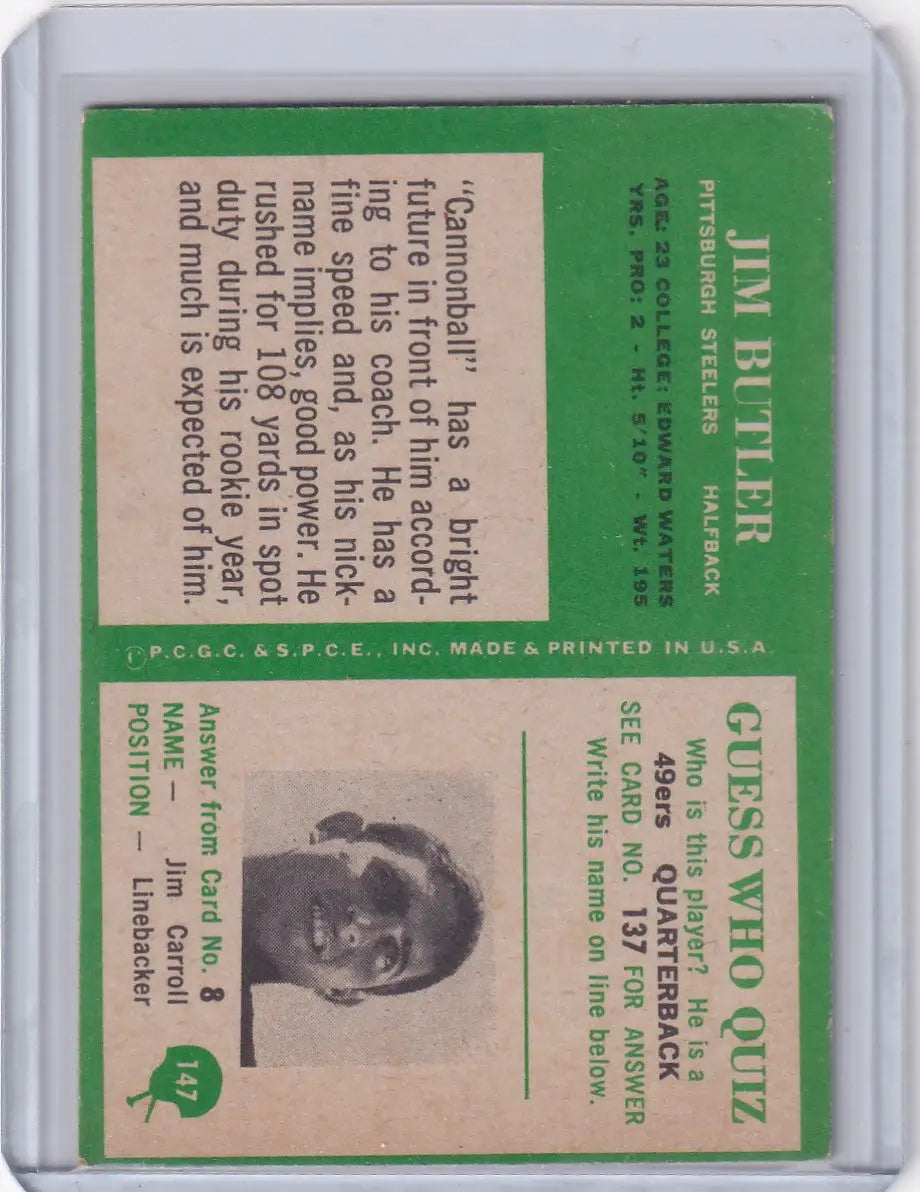 JIM BUTLER
PITTSBURGH STEELERS HALFBACK
AGE: 23 COLLEGE: EDWARD WATERS
YRS. PRO: 2 - Ht. 5/10" - Wt. 195
"Cannonball" has a bright
future in front of him accord-
ing to his coach. He has a
fine speed and, as his nick-
name implies, good power. He
rushed for 108 yards in spot
duty during his rookie year,
and much is expected of him.
P.C.G.C. & S.P.C.E., INC. MADE & PRINTED IN U.S.A.
GUESS WHO QUIZ
Who is this player? He is a
49ers QUARTERBACK
SEE CARD NO. 137 FOR ANSWER
Write his name on line below.
Answer from Card No. 8
NAME — Jim Carroll
POSITION — Linebacker
147